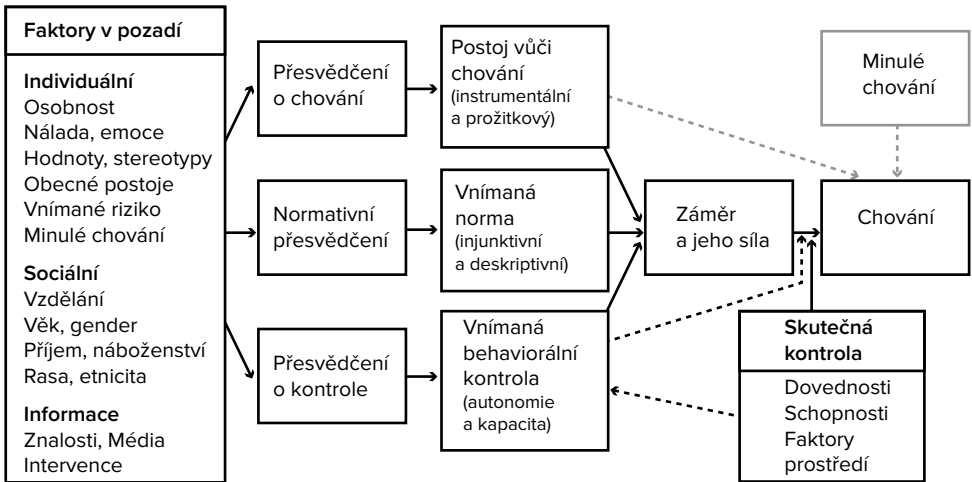 Faktory v pozadí
Individuální
Osobnost
Nálada, emoce
Hodnoty, stereotypy
Obecné postoje
Vnímané riziko
Minulé chování
Sociální
Vzdělání
Věk, gender
Příjem, náboženství
Rasa, etnicita
Informace
Znalosti, Média
Intervence
Přesvědčení
o chování
Normativní
přesvědčení
Přesvědčení
o kontrole
Postoj vůči
chování
(instrumentální
a prožitkový)
Vnímaná
norma
(injunktivní
a deskriptivní)
Vnímaná
behaviorální
kontrola
(autonomie
a kapacita)
Záměr
a jeho síla
Minulé
chování
Chování
Skutečná
kontrola
Dovednosti
Schopnosti
Faktory
prostředí